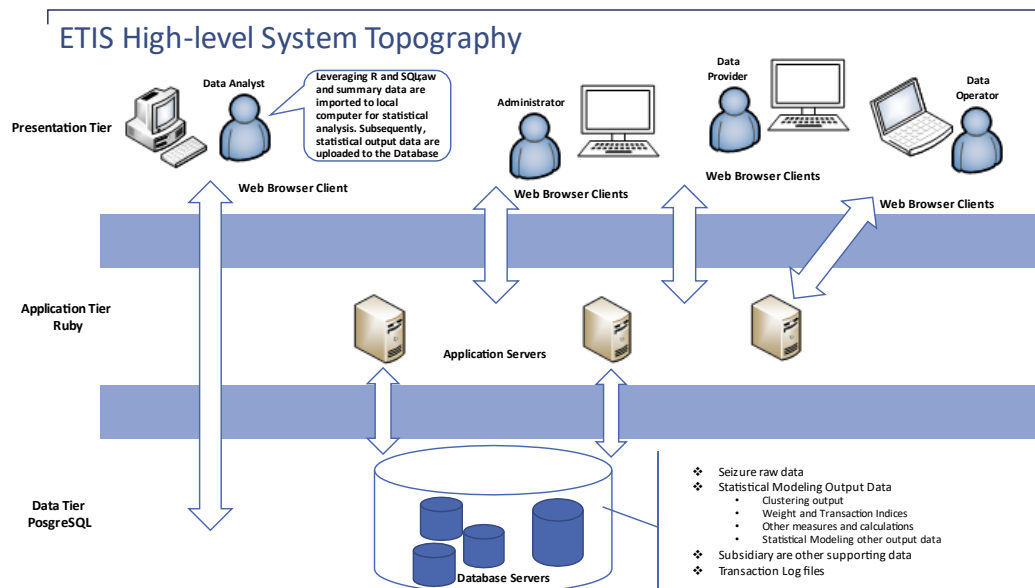 ETIS High-level System Topography
Data Analyst
Leveraging R and SQL,raw
and summary data are
imported to local
computer for statistical
analysis. Subsequently,
statistical output data are
uploaded to the Database
Administrator
Data
Provider
Data
Operator
Presentation Tier
Web Browser Client
Web Browser Clients
Web Browser Clients
Web Browser Clients
Application Tier
Ruby
Application Servers
Data Tier
PosgreSQL
Database Servers
❖ Seizure raw data
❖ Statistical Modeling Output Data
• Clustering output
• Weight and Transaction Indices
• Other measures and calculations
• Statistical Modeling other output data
❖ Subsidiary are other supporting data
❖ Transaction Log files